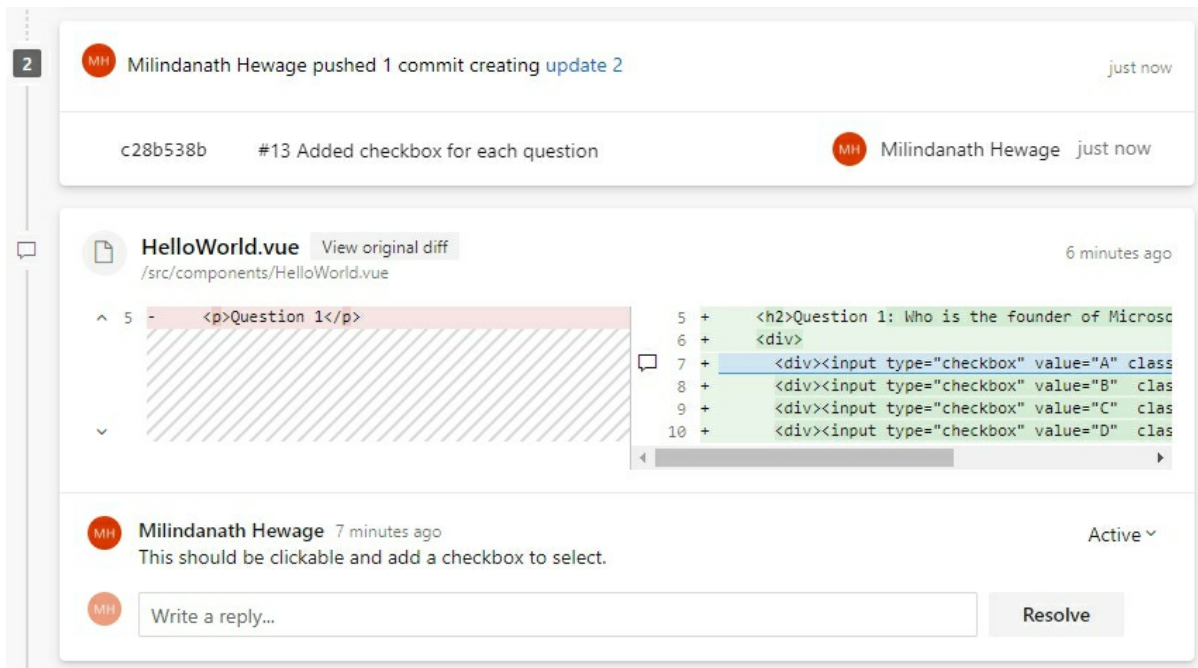 2
MH Milindanath Hewage pushed 1 commit creating update 2 just now
c28b538b #13 Added checkbox for each question MH Milindanath Hewage just now
HelloWorld.vue View original diff 6 minutes ago
/src/components/HelloWorld.vue
5 - <p>Question 1</p> 5 + <h2>Question 1: Who is the founder of Microsc
6 + <div>
7 + <div><input type="checkbox" value="A" class
8 + <div><input type="checkbox" value="B" clas
9 + <div><input type="checkbox" value="C" clas
10 + <div><input type="checkbox" value="D" clas
MH Milindanath Hewage 7 minutes ago Active
This should be clickable and add a checkbox to select.
MH Write a reply... Resolve